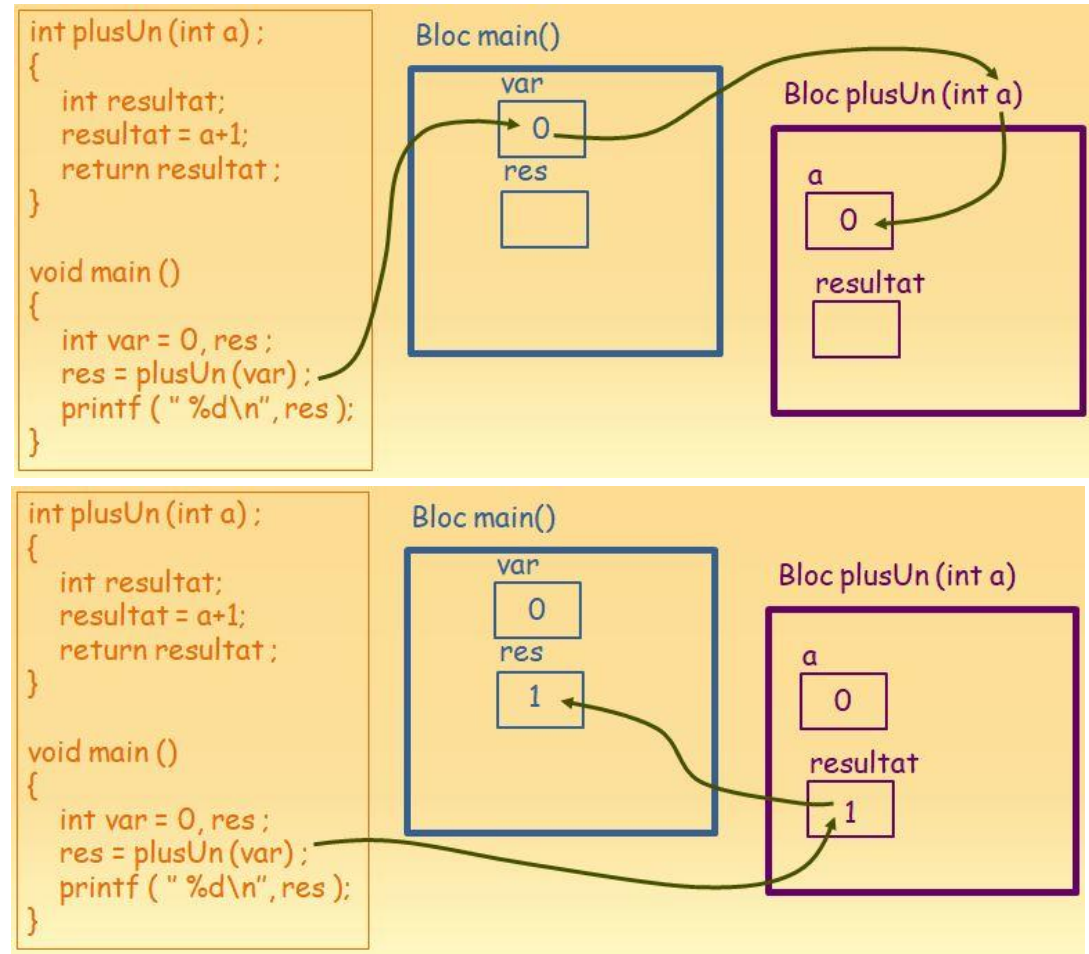 int plusUn (int a) ;
{
int resultat;
resultat = a+1;
return resultat ;
}
void main ()
{
int var = 0, res ;
res = plusUn (var) ;
printf ( " %d\n", res );
}
Bloc main()
var
0
res
Bloc plusUn (int a)
a
0
resultat
int plusUn (int a) ;
{
int resultat;
resultat = a+1;
return resultat ;
}
void main ()
{
int var = 0, res ;
res = plusUn (var) ;
printf ( " %d\n", res );
}
Bloc main()
var
0
res
1
Bloc plusUn (int a)
a
0
resultat
1